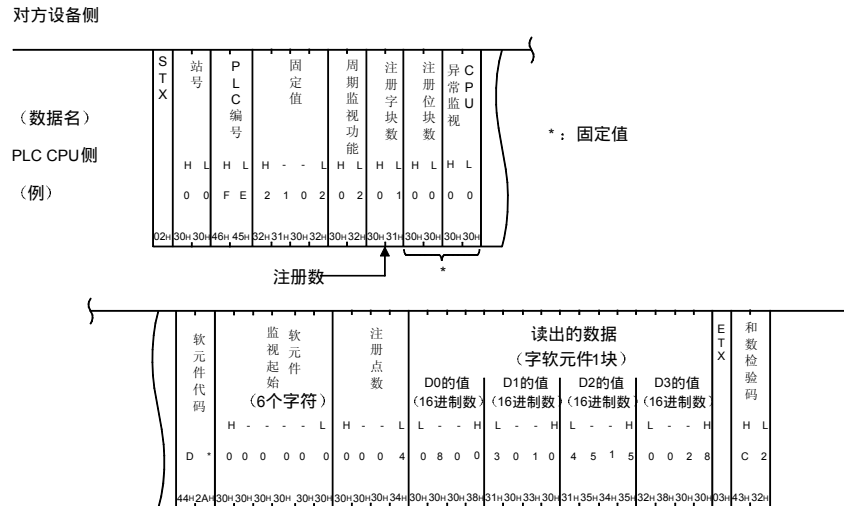 对方设备侧
STX 站号 PLC编号 固定值 周期监视功能 注册字块数 注册位块数 CPU异常监视
（数据名）
PLC CPU侧
（例）
*：固定值
H L H L H - - L H L H L H L H L
0 0 F E 2 1 0 2 0 2 0 1 0 0 0 0
02H 30H 30H 46H 45H 32H 31H 30H 32H 30H 32H 30H 31H 30H 30H 30H 30H
注册数
*
软元件代码 软元件监视起始 （6个字符） 注册点数
读出的数据
（字软元件1块）
ETX 和数检验码
D0的值 D1的值 D2的值 D3的值
（16进制数） （16进制数） （16进制数） （16进制数）
H - - - - L H - - L L - - H L - - H L - - H L - - H H L
D * 0 0 0 0 0 0 0 0 0 4 0 8 0 0 3 0 1 0 4 5 1 5 0 0 2 8 C 2
44H 2AH 30H 30H 30H 30H 30H 30H 30H 30H 30H 34H 30H 30H 30H 38H 31H 30H 33H 30H 31H 35H 34H 35H 32H 38H 30H 30H 03H 43H 32H